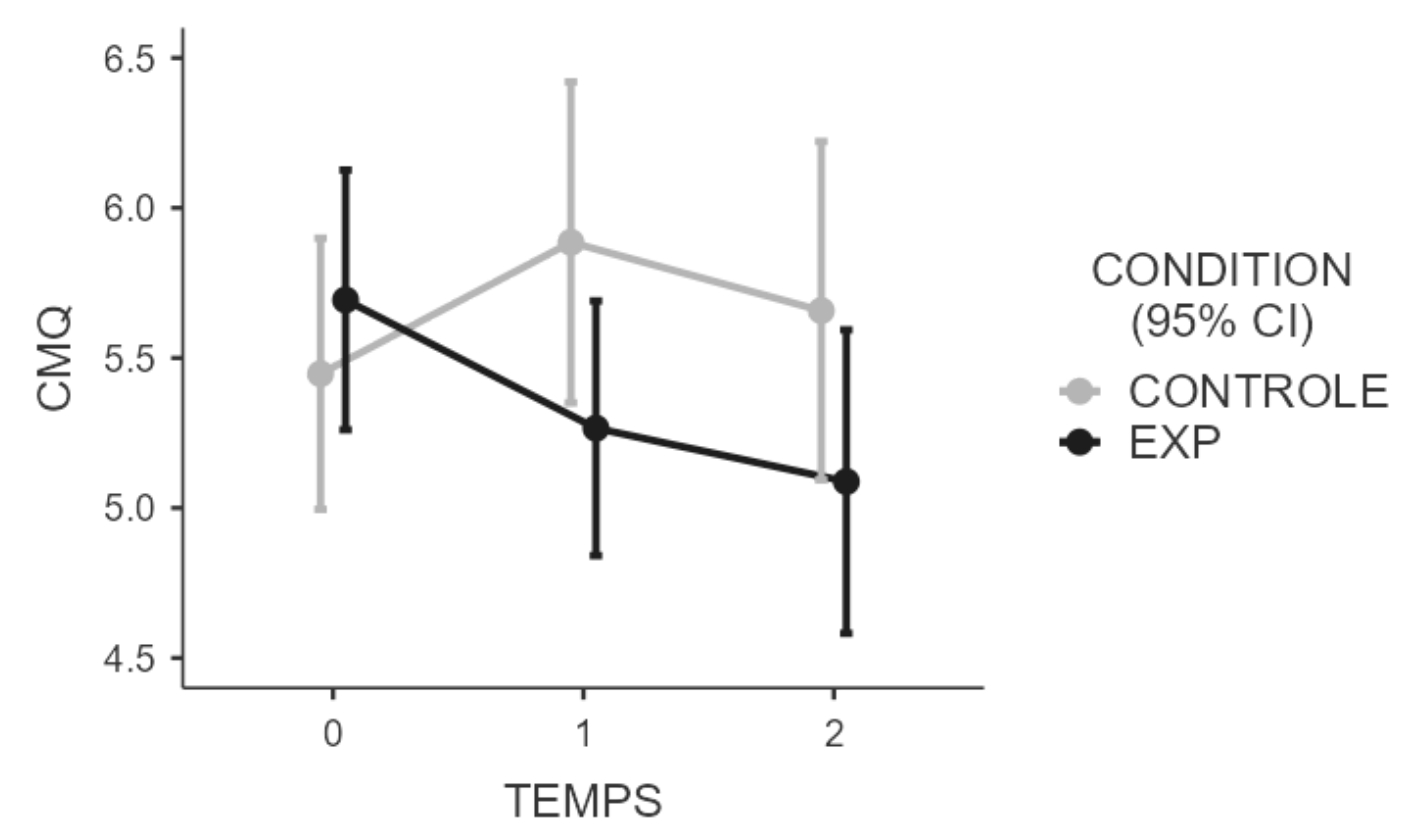 6.5
6.0
5.5
5.0
4.5
CMQ
0 1 2
TEMPS
CONDITION
(95% CI)
CONTROLE
EXP